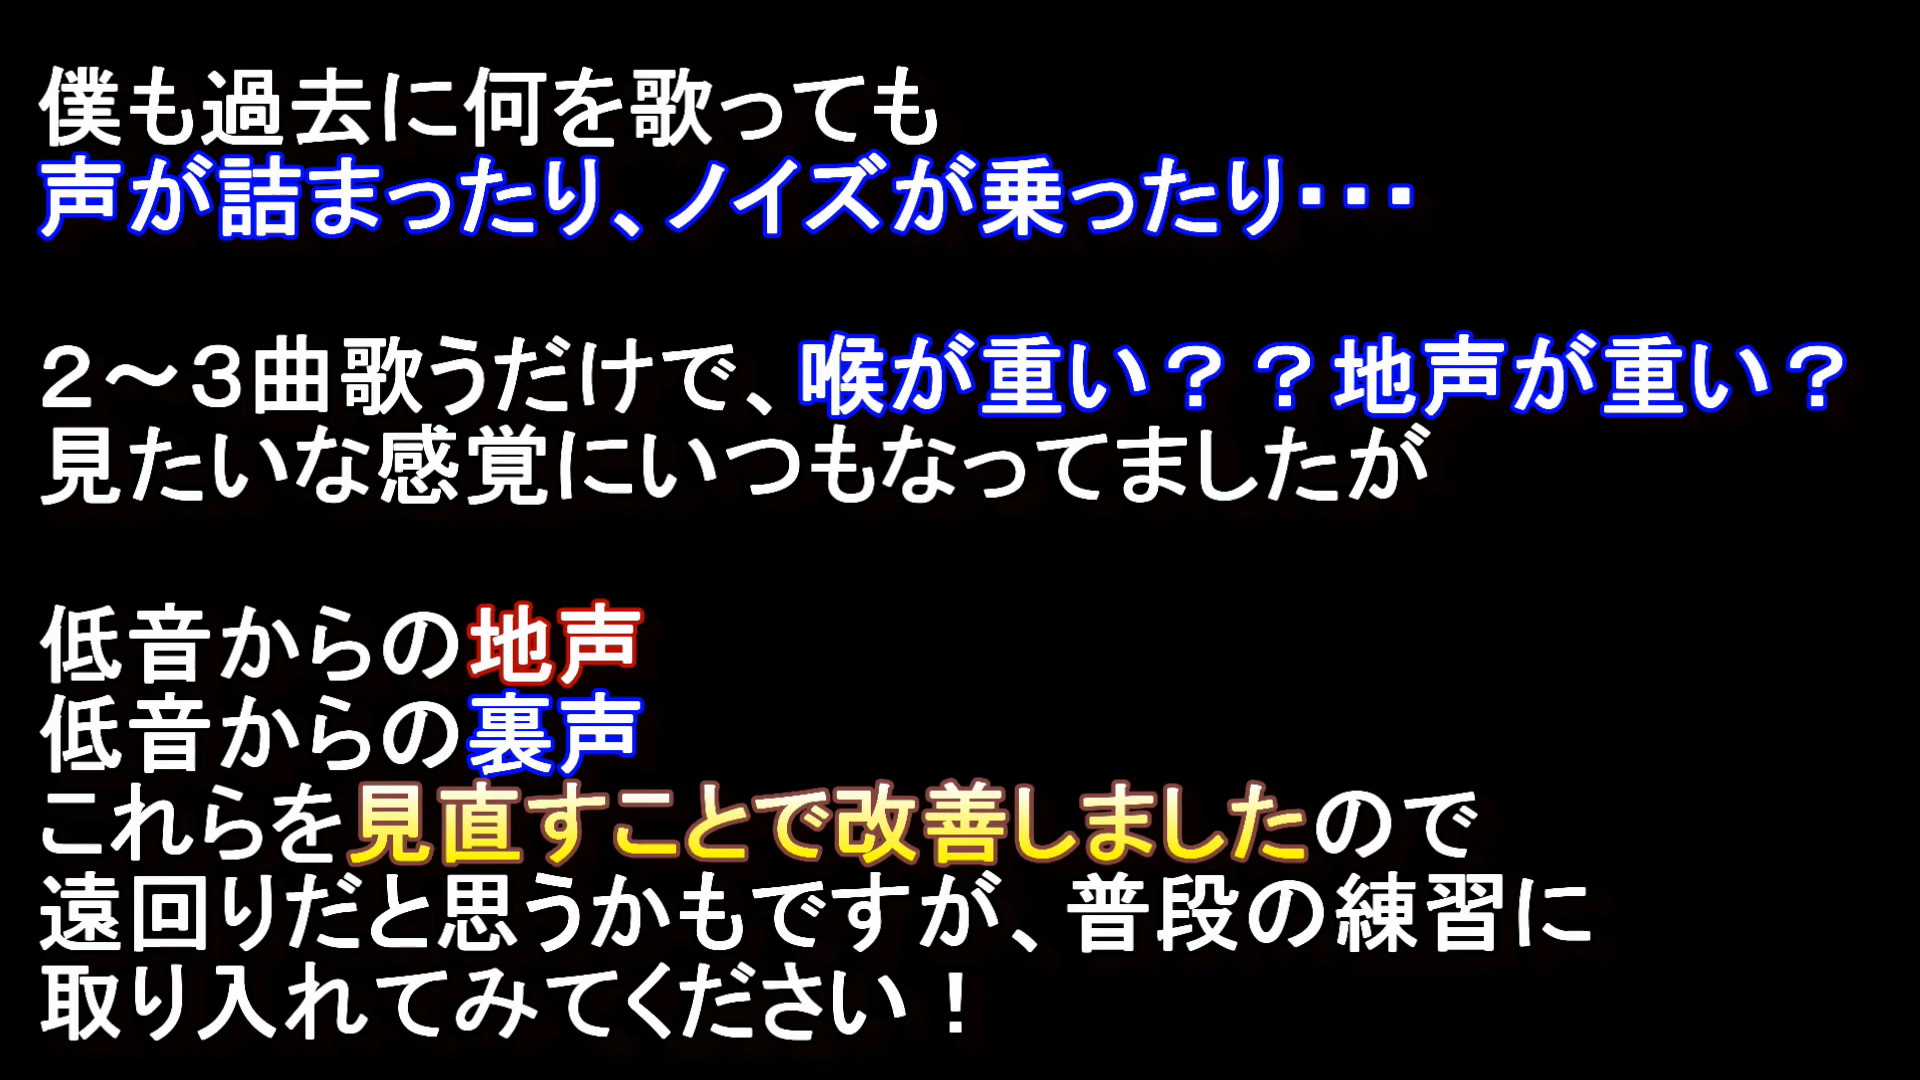 僕も過去に何を歌っても
声が詰まったり、ノイズが乗ったり・・・
２～３曲歌うだけで、喉が重い？？地声が重い？
見たいな感覚にいつもなってましたが
低音からの地声
低音からの裏声
これらを見直すことで改善しましたので
遠回りだと思うかもですが、普段の練習に
取り入れてみてください！